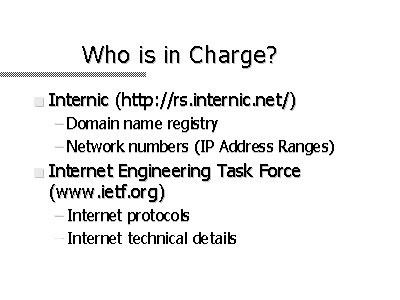 Who is in Charge?
Internic (http://rs.internic.net/)
– Domain name registry
– Network numbers (IP Address Ranges)
Internet Engineering Task Force
(www.ietf.org)
– Internet protocols
– Internet technical details